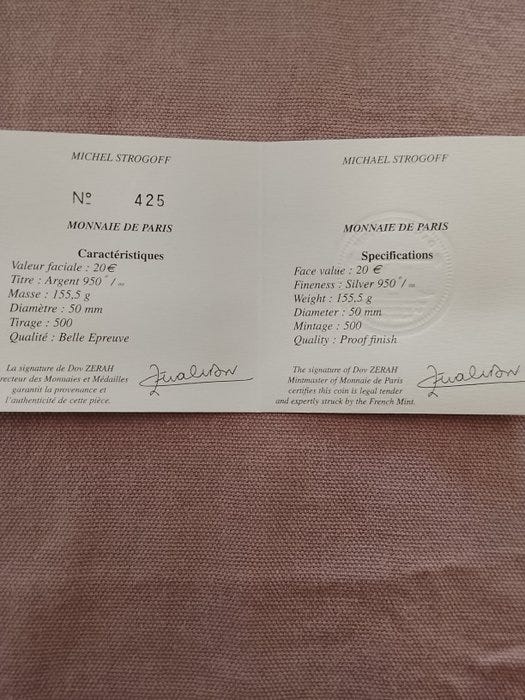 MICHEL STROGOFF
Nº 425
MONNAIE DE PARIS
Caractéristiques
Valeur faciale : 20€
Titre : Argent 950°/₀₀
Masse : 155,5 g
Diamètre : 50 mm
Tirage : 500
Qualité : Belle Epreuve
La signature de Dov ZERAH
recteur des Monnaies et Médailles
garantit la provenance et
l'authenticité de cette pièce.
MICHAEL STROGOFF
MONNAIE DE PARIS
Specifications
Face value : 20 €
Fineness : Silver 950°/₀₀
Weight : 155,5 g
Diameter : 50 mm
Mintage : 500
Quality : Proof finish
The signature of Dov ZERAH
Mintmaster of Monnaie de Paris
certifies this coin is legal tender
and expertly struck by the French Mint.